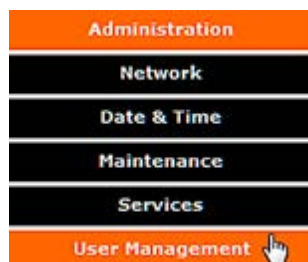 Administration
Network
Date & Time
Maintenance
Services
User Management